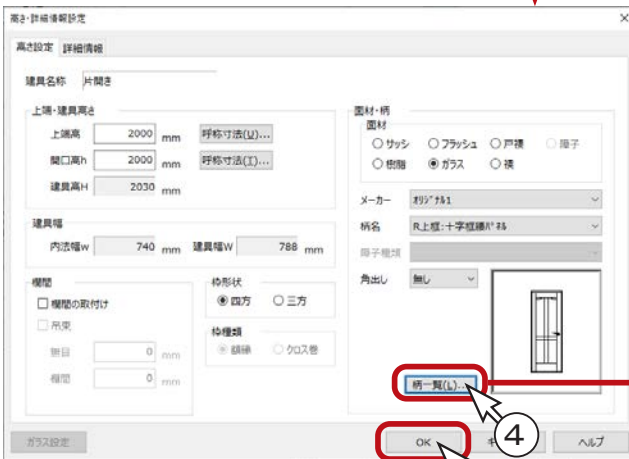 高さ・詳細情報設定
高さ設定 詳細情報
建具名称 片開き
上端・建具高さ
上端高 2000 mm 呼称寸法(U)...
開口高h 2000 mm 呼称寸法(I)...
建具高H 2030 mm
建具幅
内法幅w 740 mm 建具幅W 788 mm
欄間
欄間の取付け
吊束
無目 0 mm
欄間 0 mm
枠形状
四方 三方
枠種類
額縁 クロス巻
面材・柄
面材
サッシ フラッシュ 戸襖 障子
樹脂 ガラス 襖
メーカー ｵﾘｼﾞﾅﾙ1
柄名 R上框:十字框腰ﾊﾟﾈﾙ
障子種類
角出し 無し
柄一覧(L)...
4
ガラス設定 OK ヘルプ